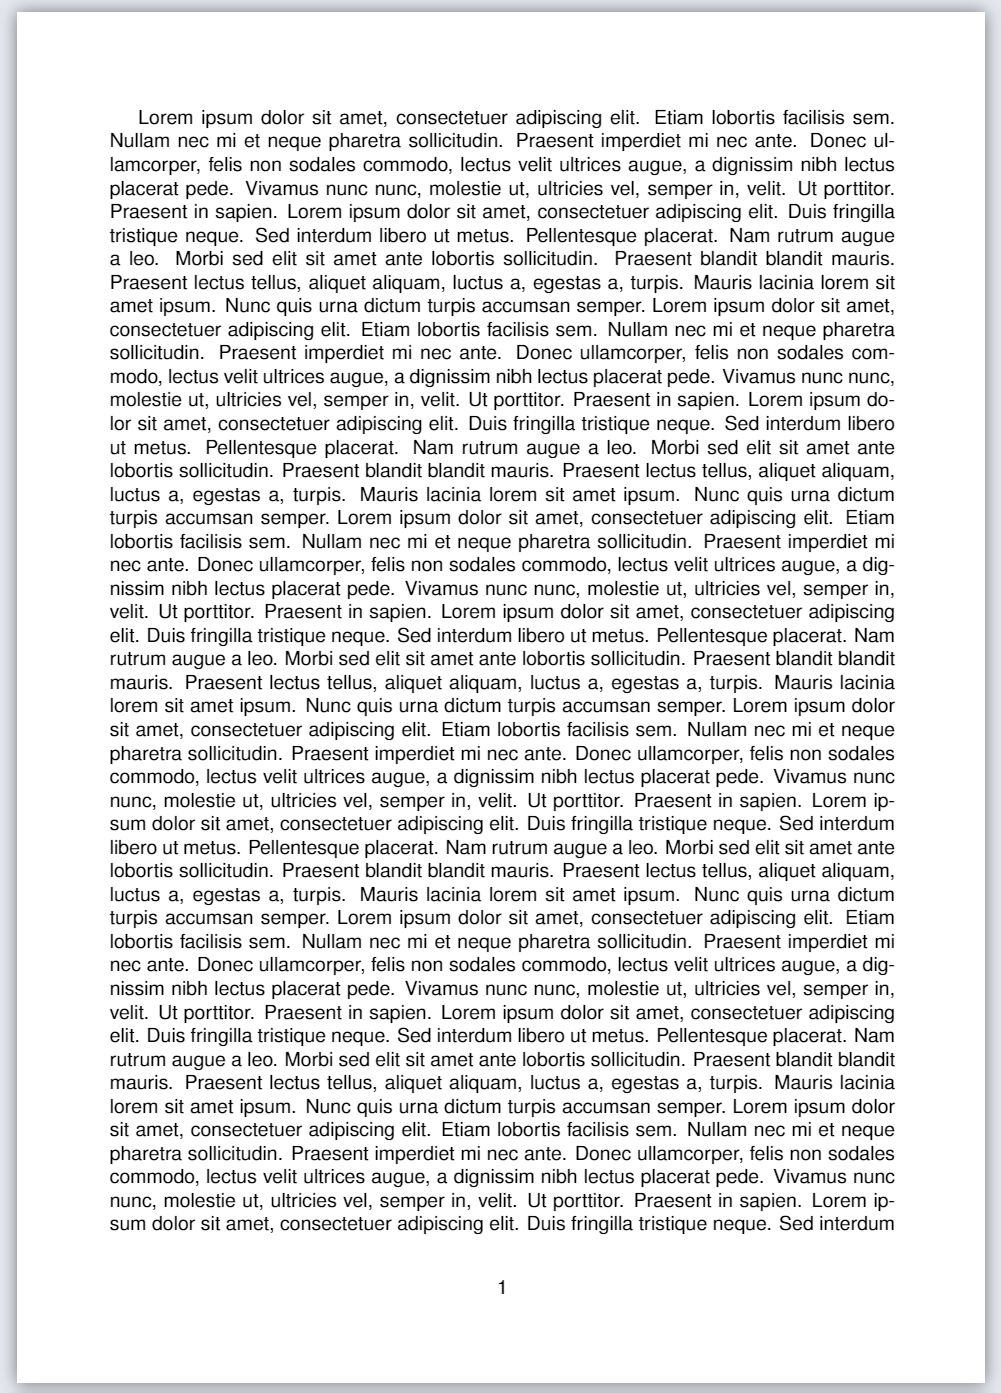 Lorem ipsum dolor sit amet, consectetuer adipiscing elit. Etiam lobortis facilisis sem.
Nullam nec mi et neque pharetra sollicitudin. Praesent imperdiet mi nec ante. Donec ul-
lamcorper, felis non sodales commodo, lectus velit ultrices augue, a dignissim nibh lectus
placerat pede. Vivamus nunc nunc, molestie ut, ultricies vel, semper in, velit. Ut porttitor.
Praesent in sapien. Lorem ipsum dolor sit amet, consectetuer adipiscing elit. Duis fringilla
tristique neque. Sed interdum libero ut metus. Pellentesque placerat. Nam rutrum augue
a leo. Morbi sed elit sit amet ante lobortis sollicitudin. Praesent blandit blandit mauris.
Praesent lectus tellus, aliquet aliquam, luctus a, egestas a, turpis. Mauris lacinia lorem sit
amet ipsum. Nunc quis urna dictum turpis accumsan semper. Lorem ipsum dolor sit amet,
consectetuer adipiscing elit. Etiam lobortis facilisis sem. Nullam nec mi et neque pharetra
sollicitudin. Praesent imperdiet mi nec ante. Donec ullamcorper, felis non sodales com-
modo, lectus velit ultrices augue, a dignissim nibh lectus placerat pede. Vivamus nunc nunc,
molestie ut, ultricies vel, semper in, velit. Ut porttitor. Praesent in sapien. Lorem ipsum do-
lor sit amet, consectetuer adipiscing elit. Duis fringilla tristique neque. Sed interdum libero
ut metus. Pellentesque placerat. Nam rutrum augue a leo. Morbi sed elit sit amet ante
lobortis sollicitudin. Praesent blandit blandit mauris. Praesent lectus tellus, aliquet aliquam,
luctus a, egestas a, turpis. Mauris lacinia lorem sit amet ipsum. Nunc quis urna dictum
turpis accumsan semper. Lorem ipsum dolor sit amet, consectetuer adipiscing elit. Etiam
lobortis facilisis sem. Nullam nec mi et neque pharetra sollicitudin. Praesent imperdiet mi
nec ante. Donec ullamcorper, felis non sodales commodo, lectus velit ultrices augue, a dig-
nissim nibh lectus placerat pede. Vivamus nunc nunc, molestie ut, ultricies vel, semper in,
velit. Ut porttitor. Praesent in sapien. Lorem ipsum dolor sit amet, consectetuer adipiscing
elit. Duis fringilla tristique neque. Sed interdum libero ut metus. Pellentesque placerat. Nam
rutrum augue a leo. Morbi sed elit sit amet ante lobortis sollicitudin. Praesent blandit blandit
mauris. Praesent lectus tellus, aliquet aliquam, luctus a, egestas a, turpis. Mauris lacinia
lorem sit amet ipsum. Nunc quis urna dictum turpis accumsan semper. Lorem ipsum dolor
sit amet, consectetuer adipiscing elit. Etiam lobortis facilisis sem. Nullam nec mi et neque
pharetra sollicitudin. Praesent imperdiet mi nec ante. Donec ullamcorper, felis non sodales
commodo, lectus velit ultrices augue, a dignissim nibh lectus placerat pede. Vivamus nunc
nunc, molestie ut, ultricies vel, semper in, velit. Ut porttitor. Praesent in sapien. Lorem ip-
sum dolor sit amet, consectetuer adipiscing elit. Duis fringilla tristique neque. Sed interdum
libero ut metus. Pellentesque placerat. Nam rutrum augue a leo. Morbi sed elit sit amet ante
lobortis sollicitudin. Praesent blandit blandit mauris. Praesent lectus tellus, aliquet aliquam,
luctus a, egestas a, turpis. Mauris lacinia lorem sit amet ipsum. Nunc quis urna dictum
turpis accumsan semper. Lorem ipsum dolor sit amet, consectetuer adipiscing elit. Etiam
lobortis facilisis sem. Nullam nec mi et neque pharetra sollicitudin. Praesent imperdiet mi
nec ante. Donec ullamcorper, felis non sodales commodo, lectus velit ultrices augue, a dig-
nissim nibh lectus placerat pede. Vivamus nunc nunc, molestie ut, ultricies vel, semper in,
velit. Ut porttitor. Praesent in sapien. Lorem ipsum dolor sit amet, consectetuer adipiscing
elit. Duis fringilla tristique neque. Sed interdum libero ut metus. Pellentesque placerat. Nam
rutrum augue a leo. Morbi sed elit sit amet ante lobortis sollicitudin. Praesent blandit blandit
mauris. Praesent lectus tellus, aliquet aliquam, luctus a, egestas a, turpis. Mauris lacinia
lorem sit amet ipsum. Nunc quis urna dictum turpis accumsan semper. Lorem ipsum dolor
sit amet, consectetuer adipiscing elit. Etiam lobortis facilisis sem. Nullam nec mi et neque
pharetra sollicitudin. Praesent imperdiet mi nec ante. Donec ullamcorper, felis non sodales
commodo, lectus velit ultrices augue, a dignissim nibh lectus placerat pede. Vivamus nunc
nunc, molestie ut, ultricies vel, semper in, velit. Ut porttitor. Praesent in sapien. Lorem ip-
sum dolor sit amet, consectetuer adipiscing elit. Duis fringilla tristique neque. Sed interdum
1